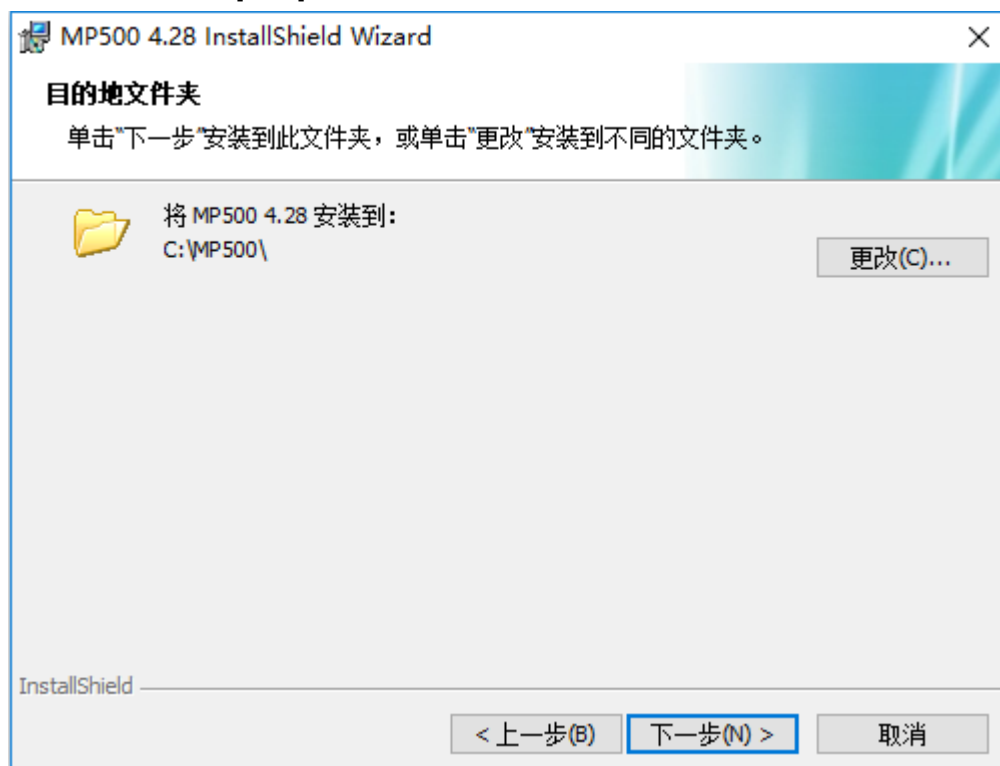 MP500 4.28 InstallShield Wizard
目的地文件夹
单击"下一步"安装到此文件夹，或单击"更改"安装到不同的文件夹。
将 MP500 4.28 安装到：
C:\MP500\
更改(C)...
InstallShield
< 上一步(B)
下一步(N) >
取消